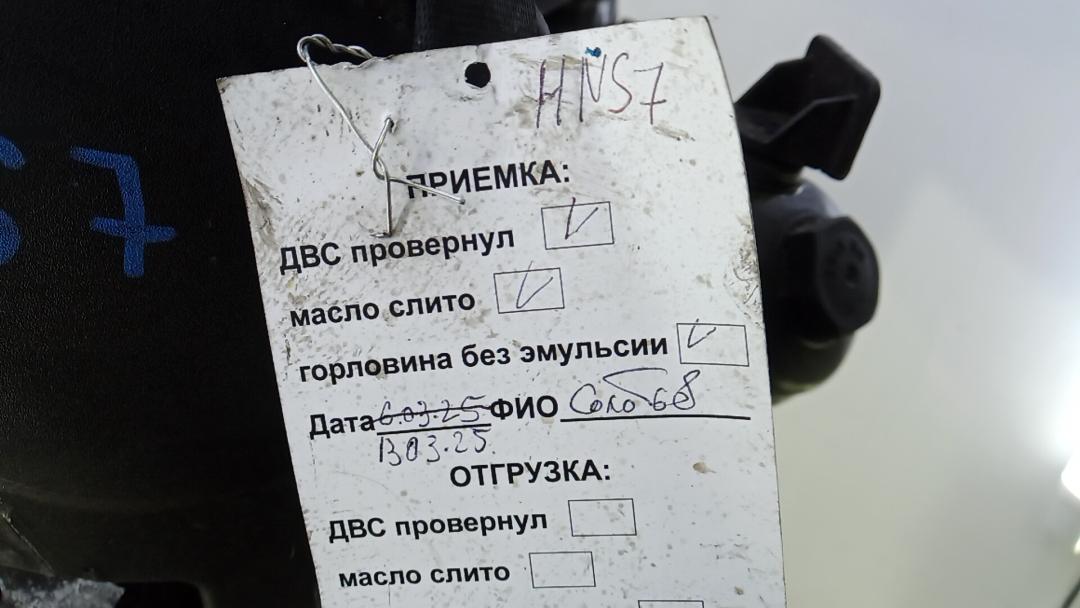 HNS7
S7
ПРИЕМКА:
ДВС провернул V
масло слито V
горловина без эмульсии V
Дата 6.03.25 ФИО
13 03.25
ОТГРУЗКА:
ДВС провернул
масло слито